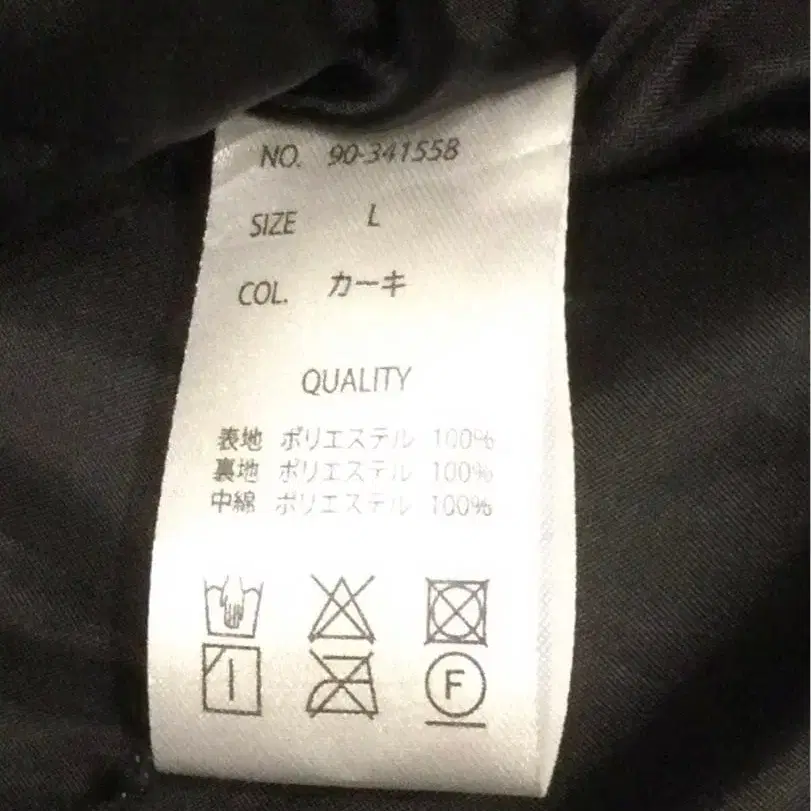 NO. 90-341558
SIZE L
COL. カーキ
QUALITY
表地 ポリエステル 100%
裏地 ポリエステル 100%
中綿 ポリエステル 100%
F